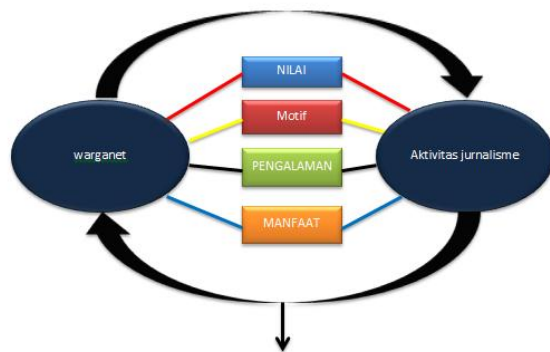 NILAI
Motif
warganet
Aktivitas jurnalisme
PENGALAMAN
MANFAAT